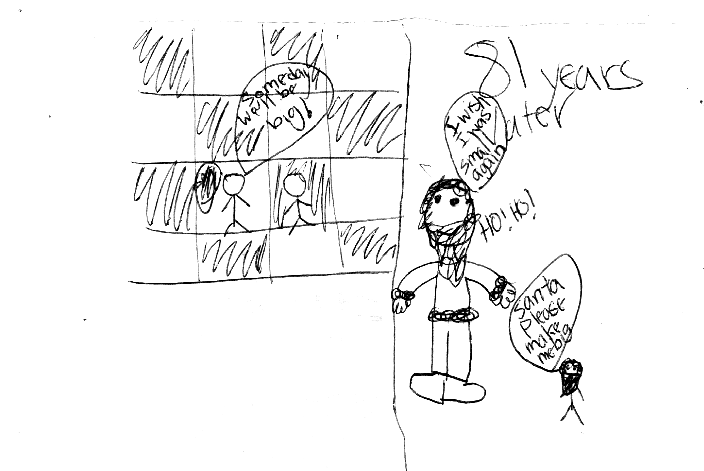 Someday
we'll be
big!
81 years
later
I wish
I was
small
again
HO! HO!
Santa
please
make
me big